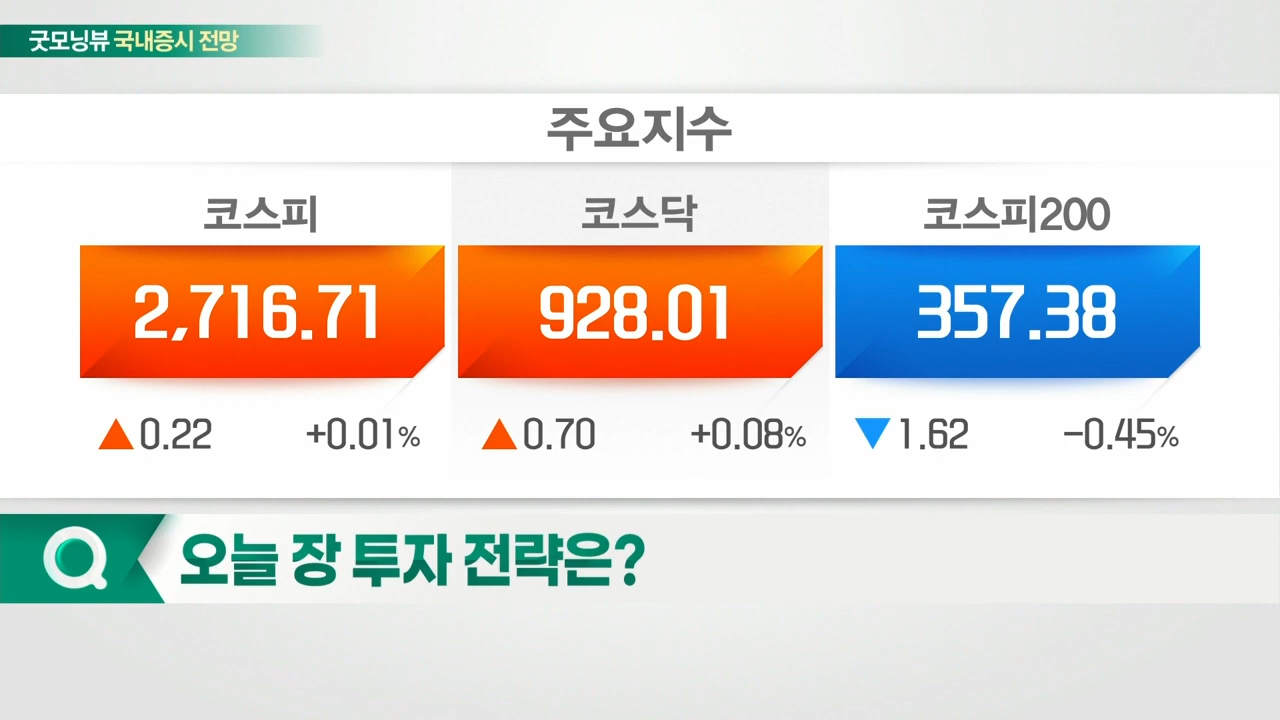 굿모닝뷰 국내증시 전망
주요지수
코스피 코스닥 코스피200
2,716.71 928.01 357.38
▲0.22 +0.01% ▲0.70 +0.08% ▼1.62 -0.45%
Q 오늘 장 투자 전략은?